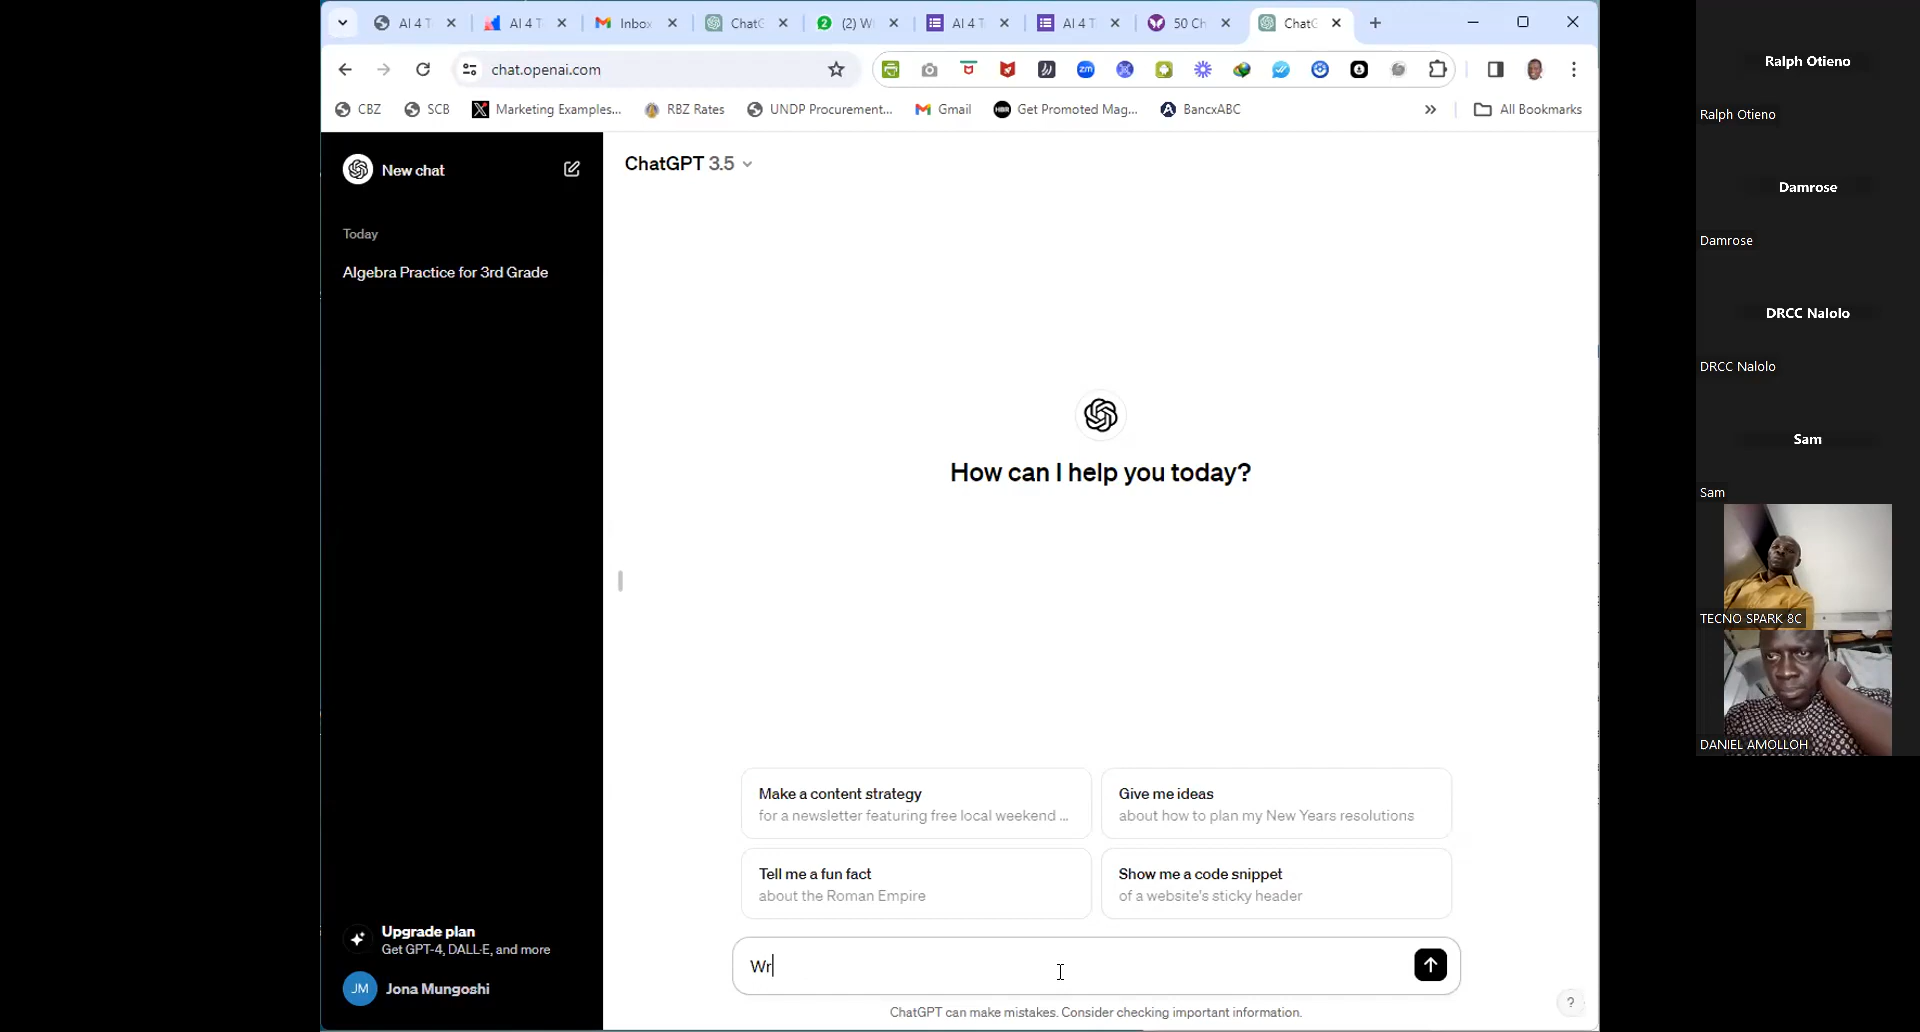 AI 4 T
AI 4 T
Inbox
ChatG
(2) W
AI 4 T
AI 4 T
50 Ch
ChatG
chat.openai.com
CBZ
SCB
Marketing Examples...
RBZ Rates
UNDP Procurement...
Gmail
HBR
Get Promoted Mag...
BancxABC
All Bookmarks
New chat
Today
Algebra Practice for 3rd Grade
Upgrade plan
Get GPT-4, DALL·E, and more
JM
Jona Mungoshi
ChatGPT 3.5
How can I help you today?
Make a content strategy
for a newsletter featuring free local weekend ...
Give me ideas
about how to plan my New Years resolutions
Tell me a fun fact
about the Roman Empire
Show me a code snippet
of a website's sticky header
Wr
ChatGPT can make mistakes. Consider checking important information.
?
Ralph Otieno
Ralph Otieno
Damrose
Damrose
DRCC Nalolo
DRCC Nalolo
Sam
Sam
TECNO SPARK 8C
DANIEL AMOLLOH